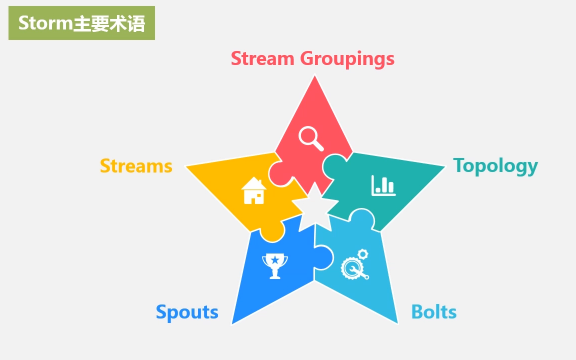 Storm主要术语
Stream Groupings
Streams
Topology
Spouts
Bolts